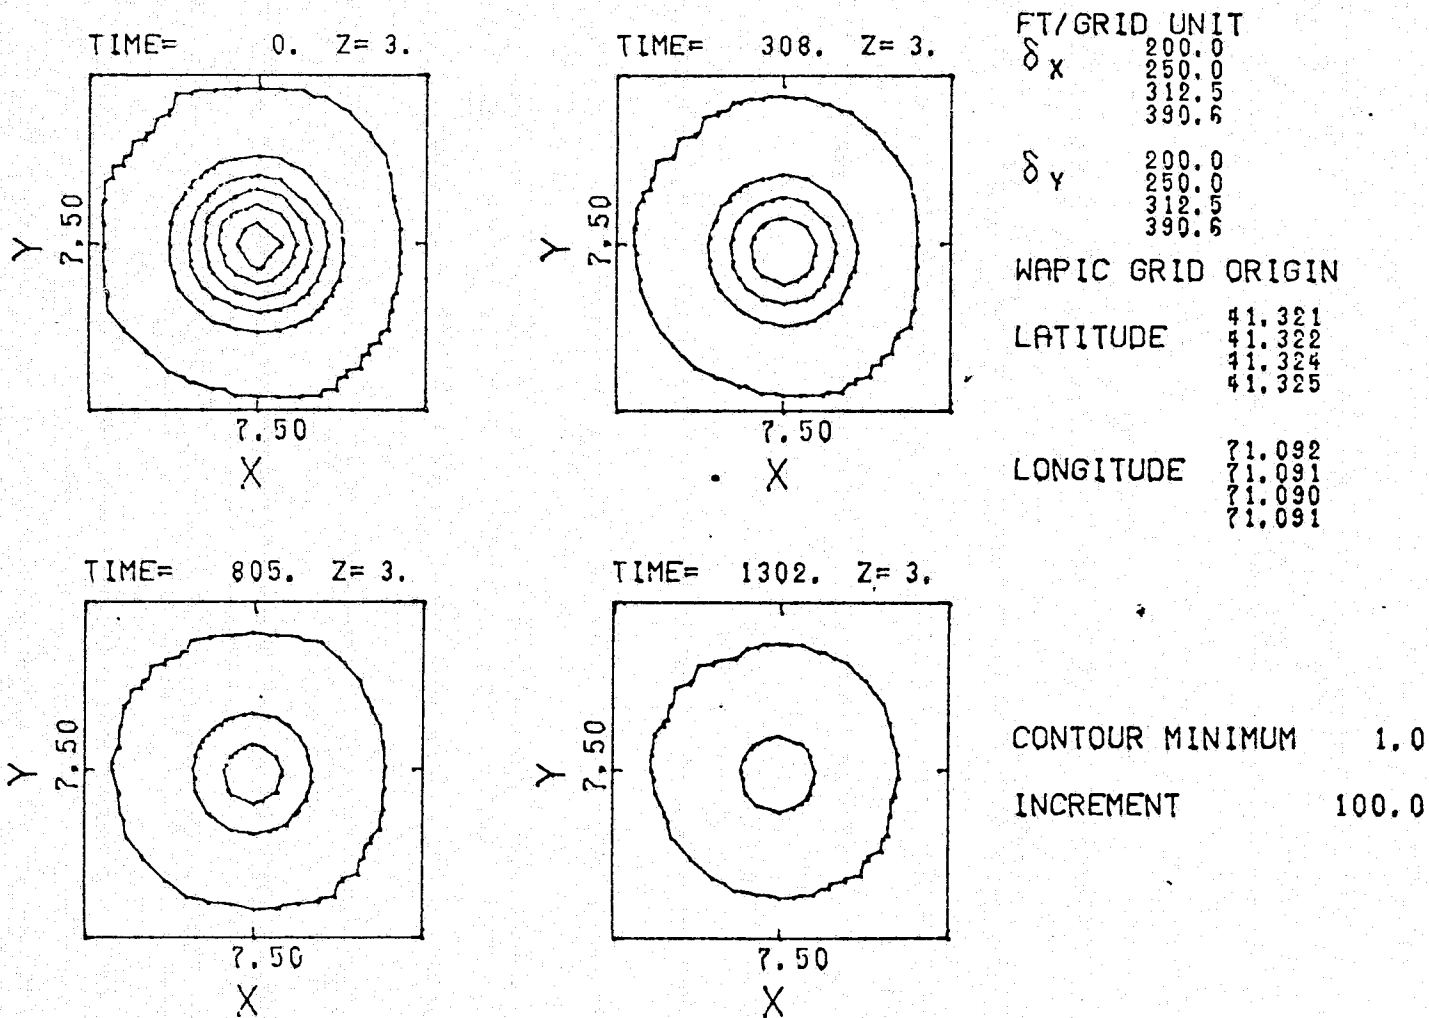 TIME= 0. Z= 3.
Y
7.50
7.50
X
TIME= 308. Z= 3.
Y
7.50
7.50
X
FT/GRID UNIT
δ X 200.0
250.0
312.5
390.6
δ Y 200.0
250.0
312.5
390.6
WAPIC GRID ORIGIN
LATITUDE 41.321
41.322
41.324
41.325
LONGITUDE 71.092
71.091
71.090
71.091
TIME= 805. Z= 3.
Y
7.50
7.50
X
TIME= 1302. Z= 3.
Y
7.50
7.50
X
CONTOUR MINIMUM 1.0
INCREMENT 100.0